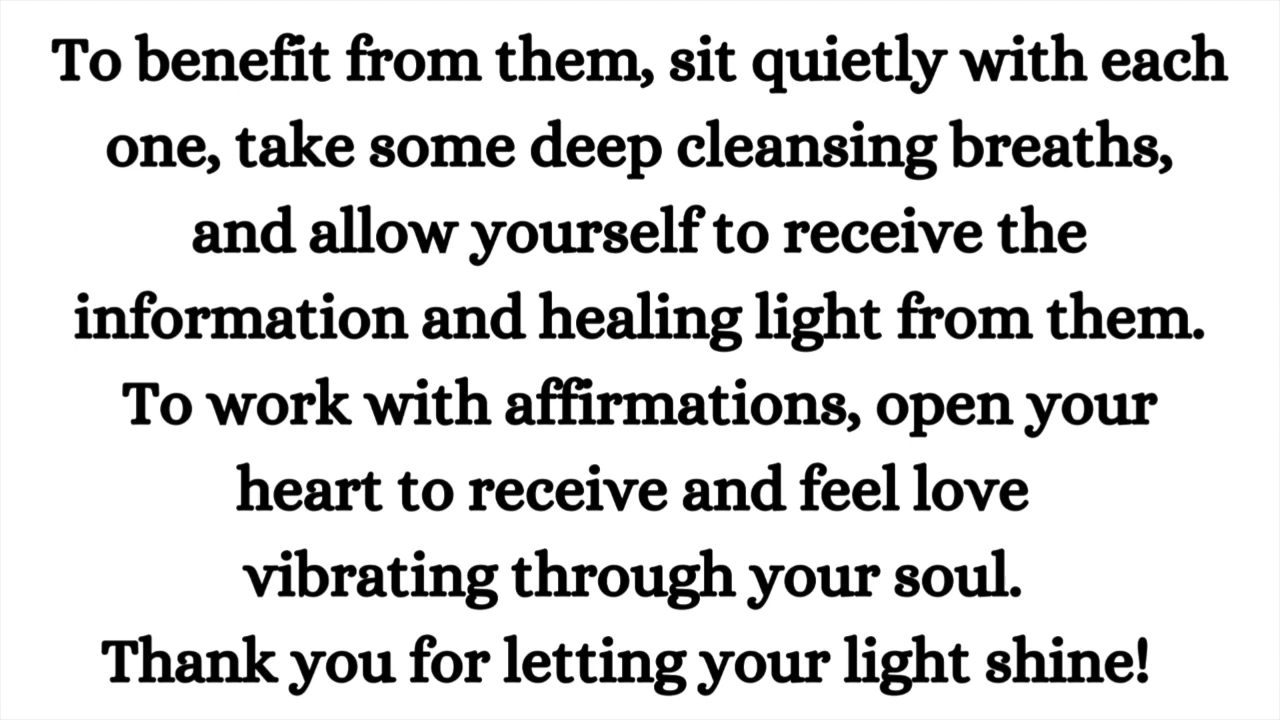 To benefit from them, sit quietly with each
one, take some deep cleansing breaths,
and allow yourself to receive the
information and healing light from them.
To work with affirmations, open your
heart to receive and feel love
vibrating through your soul.
Thank you for letting your light shine!